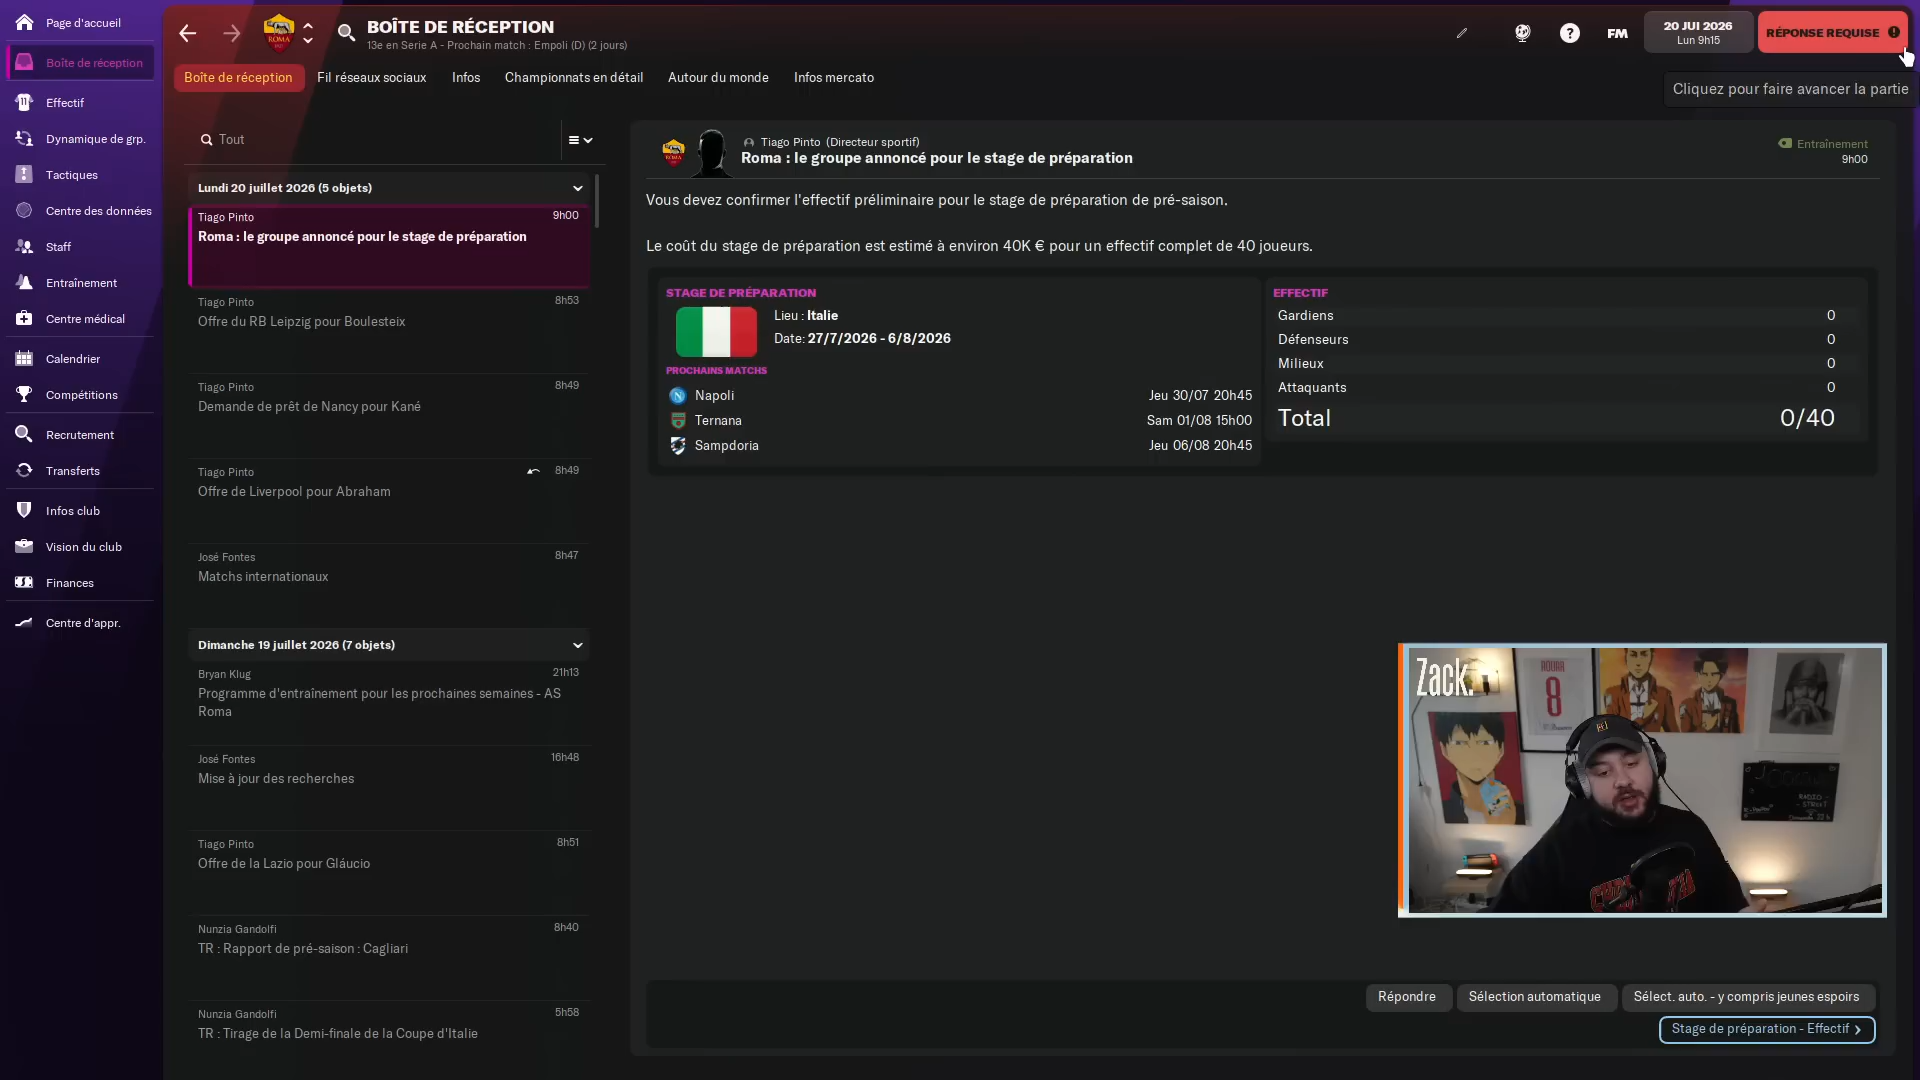 Page d'accueil
Boîte de réception
Effectif
Dynamique de grp.
Tactiques
Centre des données
Staff
Entraînement
Centre médical
Calendrier
Compétitions
Recrutement
Transferts
Infos club
Vision du club
Finances
Centre d'appr.
BOÎTE DE RÉCEPTION
13e en Serie A - Prochain match : Empoli (D) (2 jours)
FM
20 JUI 2026
Lun 9h15
RÉPONSE REQUISE
Cliquez pour faire avancer la partie
Boîte de réception
Fil réseaux sociaux
Infos
Championnats en détail
Autour du monde
Infos mercato
Tout
Lundi 20 juillet 2026 (5 objets)
Tiago Pinto 9h00
Roma : le groupe annoncé pour le stage de préparation
Tiago Pinto 8h53
Offre du RB Leipzig pour Boulesteix
Tiago Pinto 8h49
Demande de prêt de Nancy pour Kané
Tiago Pinto 8h49
Offre de Liverpool pour Abraham
José Fontes 8h47
Matchs internationaux
Dimanche 19 juillet 2026 (7 objets)
Bryan Klug 21h13
Programme d'entraînement pour les prochaines semaines - AS
Roma
José Fontes 16h48
Mise à jour des recherches
Tiago Pinto 8h51
Offre de la Lazio pour Gláucio
Nunzia Gandolfi 8h40
TR : Rapport de pré-saison : Cagliari
Nunzia Gandolfi 5h58
TR : Tirage de la Demi-finale de la Coupe d'Italie
Tiago Pinto (Directeur sportif)
Roma : le groupe annoncé pour le stage de préparation
Entraînement
9h00
Vous devez confirmer l'effectif préliminaire pour le stage de préparation de pré-saison.
Le coût du stage de préparation est estimé à environ 40K € pour un effectif complet de 40 joueurs.
STAGE DE PRÉPARATION
Lieu : Italie
Date: 27/7/2026 - 6/8/2026
PROCHAINS MATCHS
Napoli Jeu 30/07 20h45
Ternana Sam 01/08 15h00
Sampdoria Jeu 06/08 20h45
EFFECTIF
Gardiens 0
Défenseurs 0
Milieux 0
Attaquants 0
Total 0/40
Zack.
8
Répondre
Sélection automatique
Sélect. auto. - y compris jeunes espoirs
Stage de préparation - Effectif